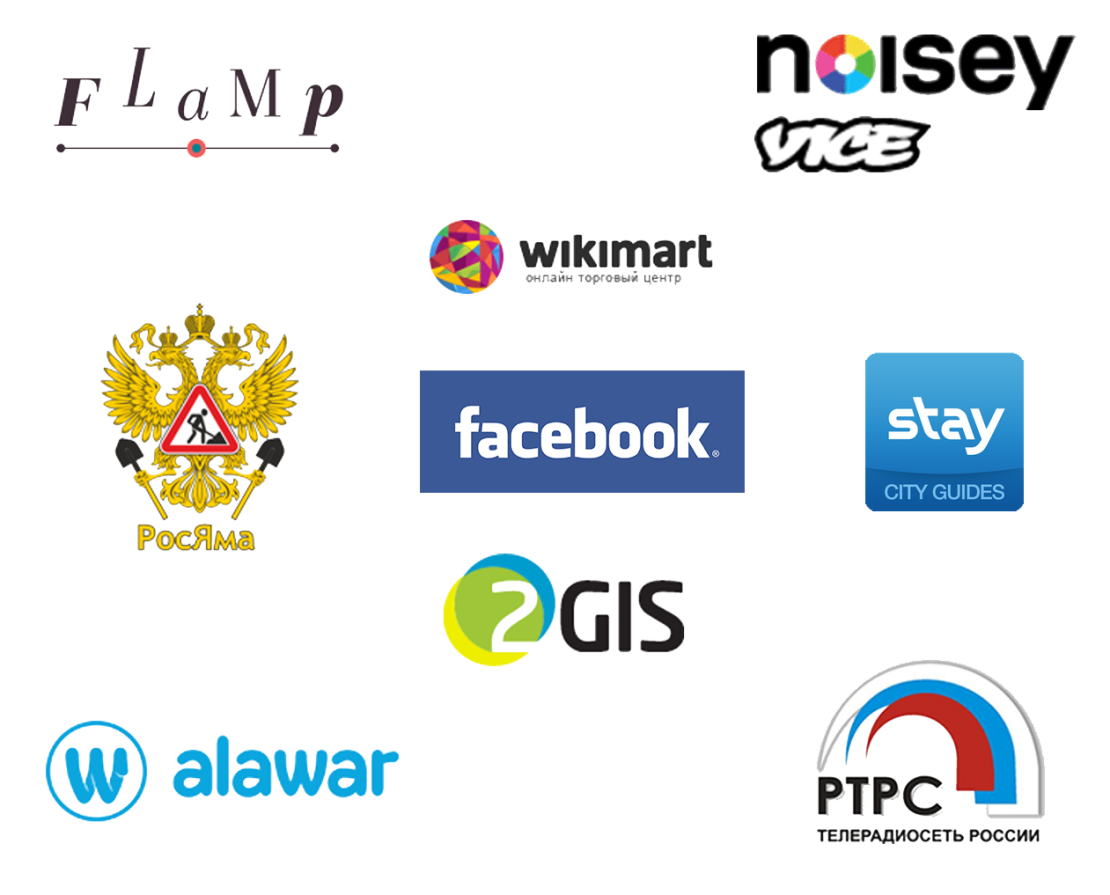 FLaMp
noisey
VICE
wikimart
онлайн торговый центр
РосЯма
facebook®
stay
CITY GUIDES
2GIS
w alawar
РТРС
ТЕЛЕРАДИОСЕТЬ РОССИИ